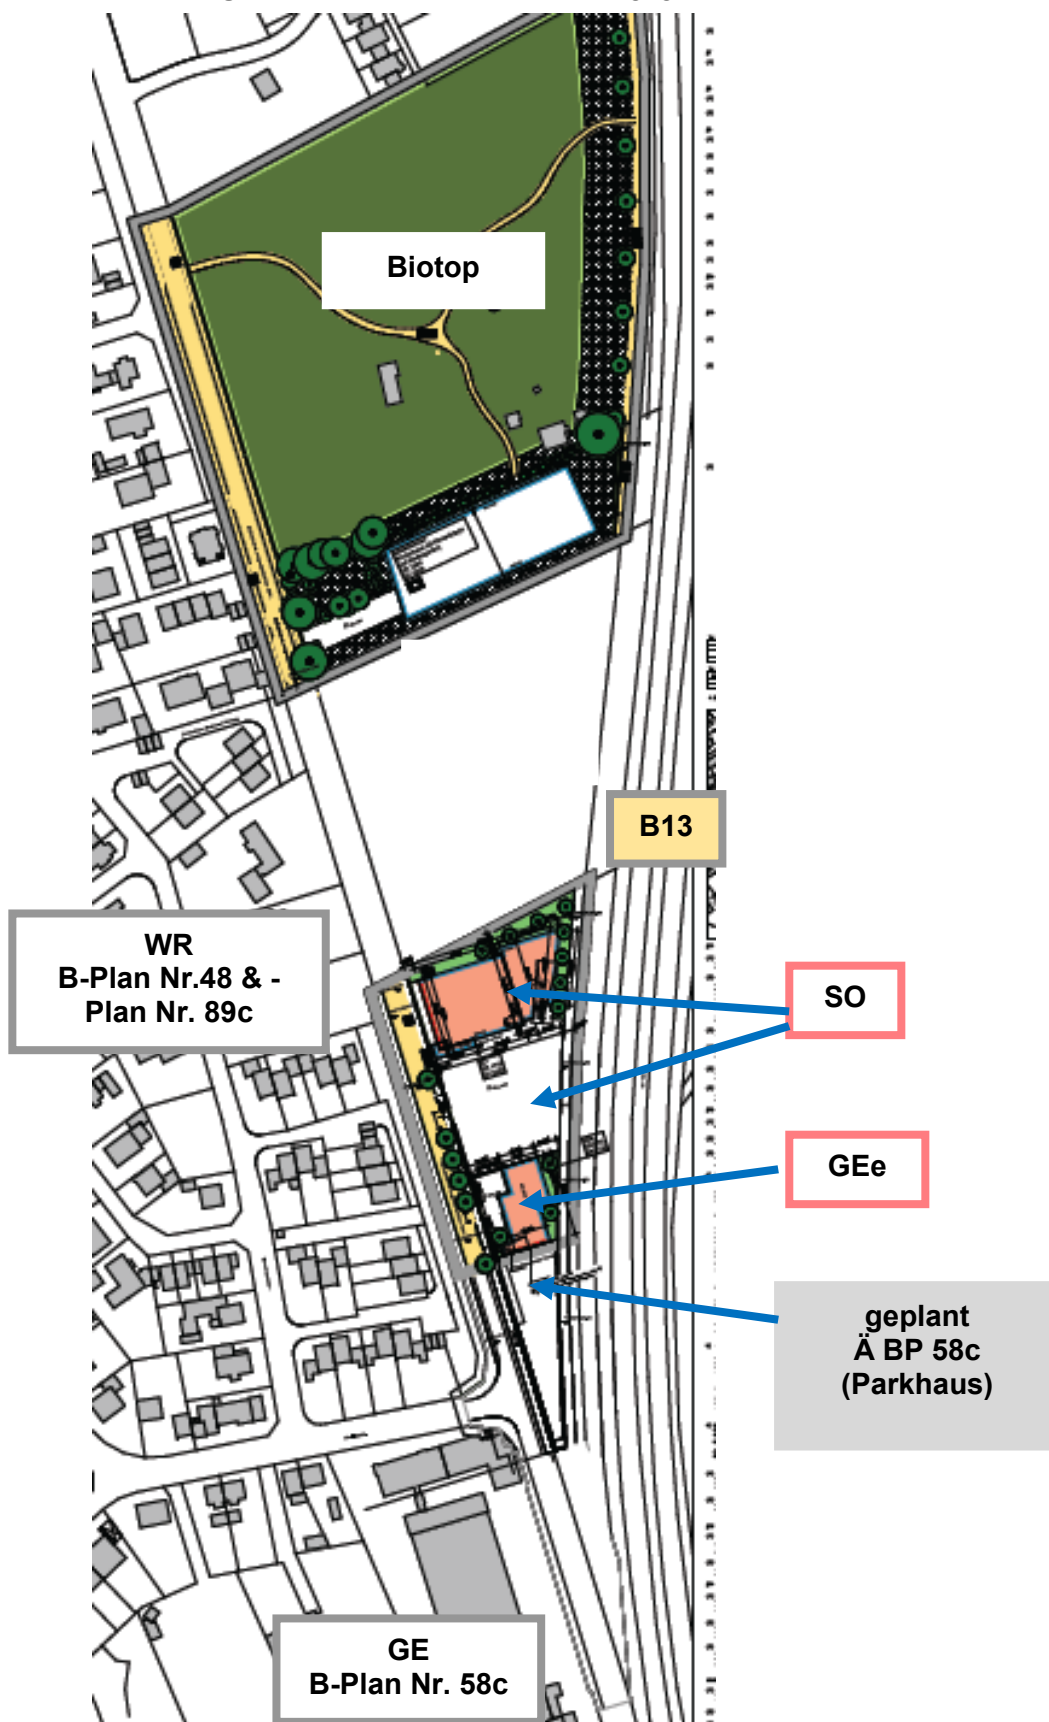 Biotop
B13
WR
B-Plan Nr.48 & -
Plan Nr. 89c
SO
GEe
geplant
Ä BP 58c
(Parkhaus)
GE
B-Plan Nr. 58c